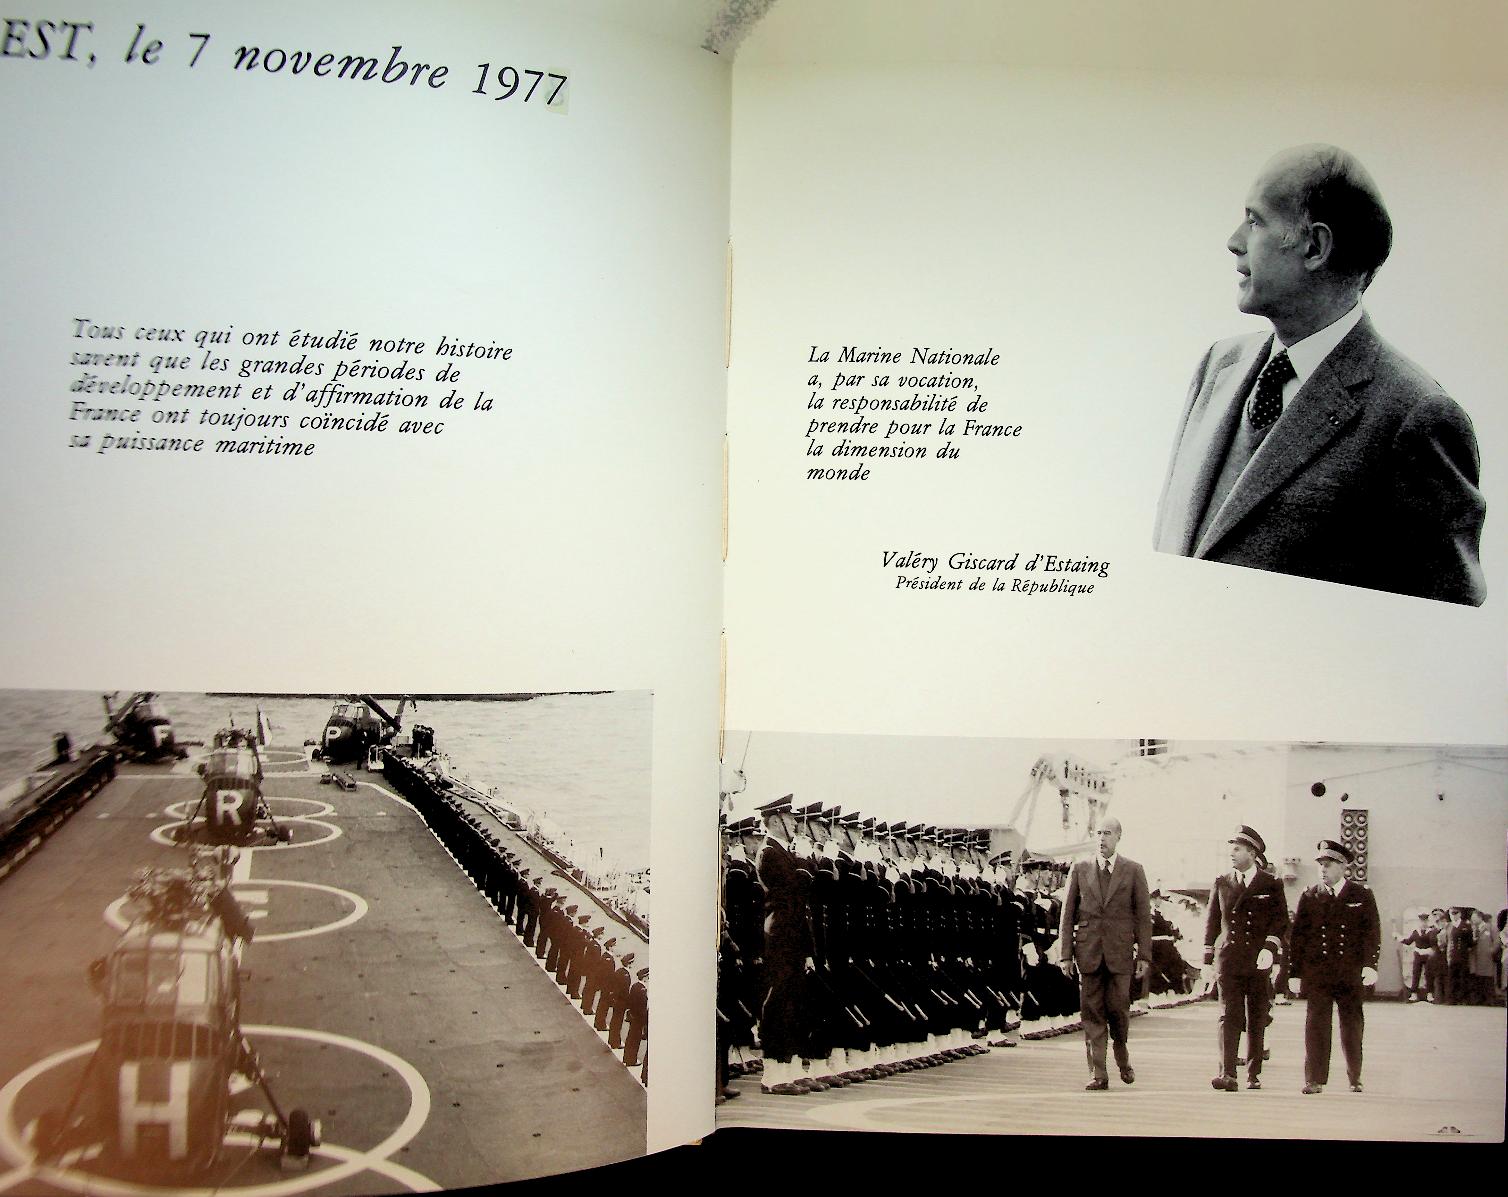 EST, le 7 novembre 1977
Tous ceux qui ont étudié notre histoire
savent que les grandes périodes de
développement et d'affirmation de la
France ont toujours coïncidé avec
sa puissance maritime
F
P
R
H
La Marine Nationale
a, par sa vocation,
la responsabilité de
prendre pour la France
la dimension du
monde
Valéry Giscard d'Estaing
Président de la République